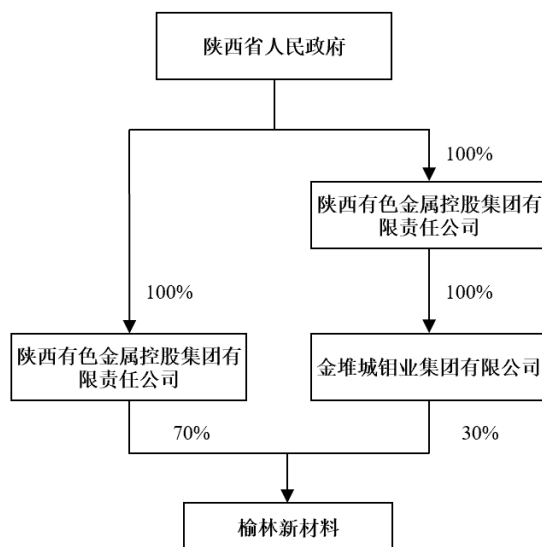 陕西省人民政府
100%
陕西有色金属控股集团有
限责任公司
100%
100%
陕西有色金属控股集团有
限责任公司
金堆城钼业集团有限公司
70%
30%
榆林新材料